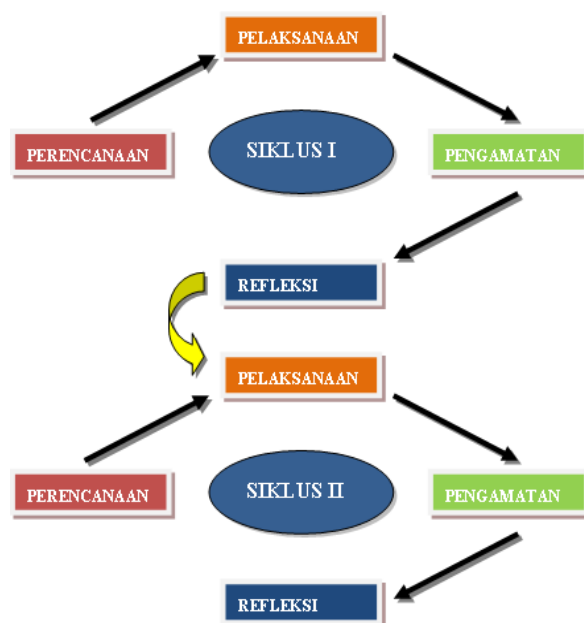 PELAKSANAAN
PERENCANAAN
SIKLUS I
PENGAMATAN
REFLEKSI
PELAKSANAAN
PERENCANAAN
SIKLUS II
PENGAMATAN
REFLEKSI